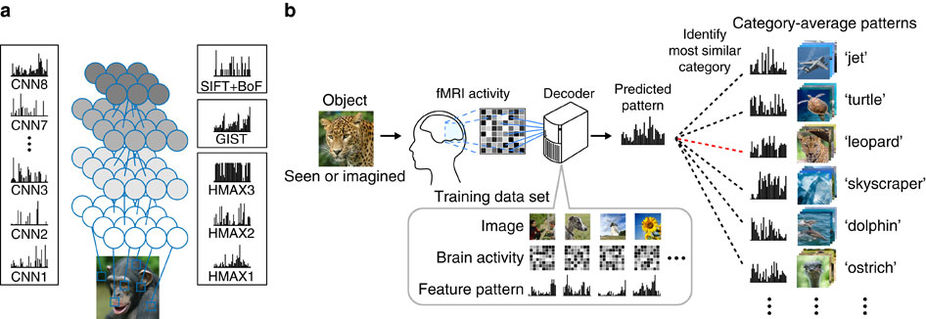 a
CNN8
CNN7
CNN3
CNN2
CNN1
SIFT+BoF
GIST
HMAX3
HMAX2
HMAX1
b
Object
Seen or imagined
fMRI activity
Decoder
Predicted
pattern
Identify
most similar
category
Category-average patterns
‘jet’
‘turtle’
‘leopard’
‘skyscraper’
‘dolphin’
‘ostrich’
Training data set
Image
Brain activity
Feature pattern